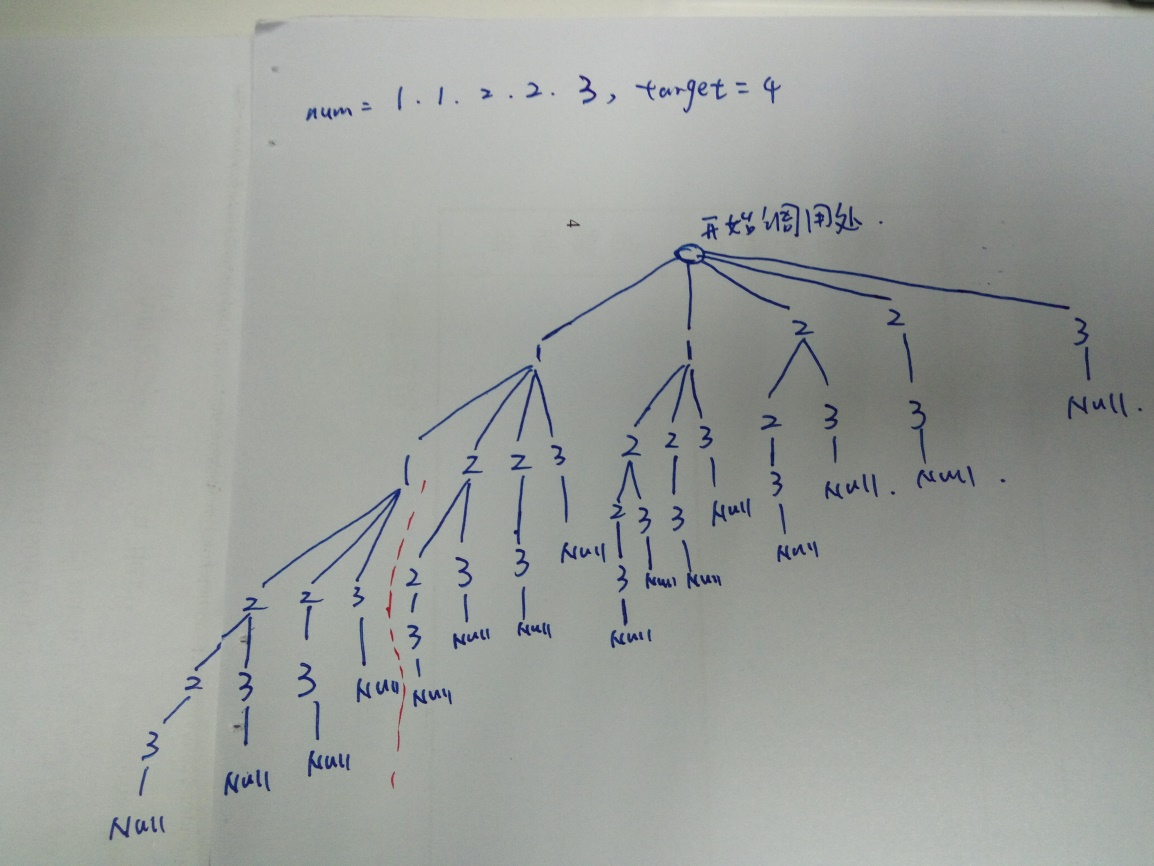 num = 1. 1. 2. 2. 3, target = 4
开始调用处.
1 1 2 2 3
Null.
1 2 2 3 2 2 3 2 3 3
Null Null Null. Null.
2 2 3 2 3 3 2 3 3 3
Null Null Null Null Null Null
2 3 3 Null 3 3
Null Null
3 Null Null
Null